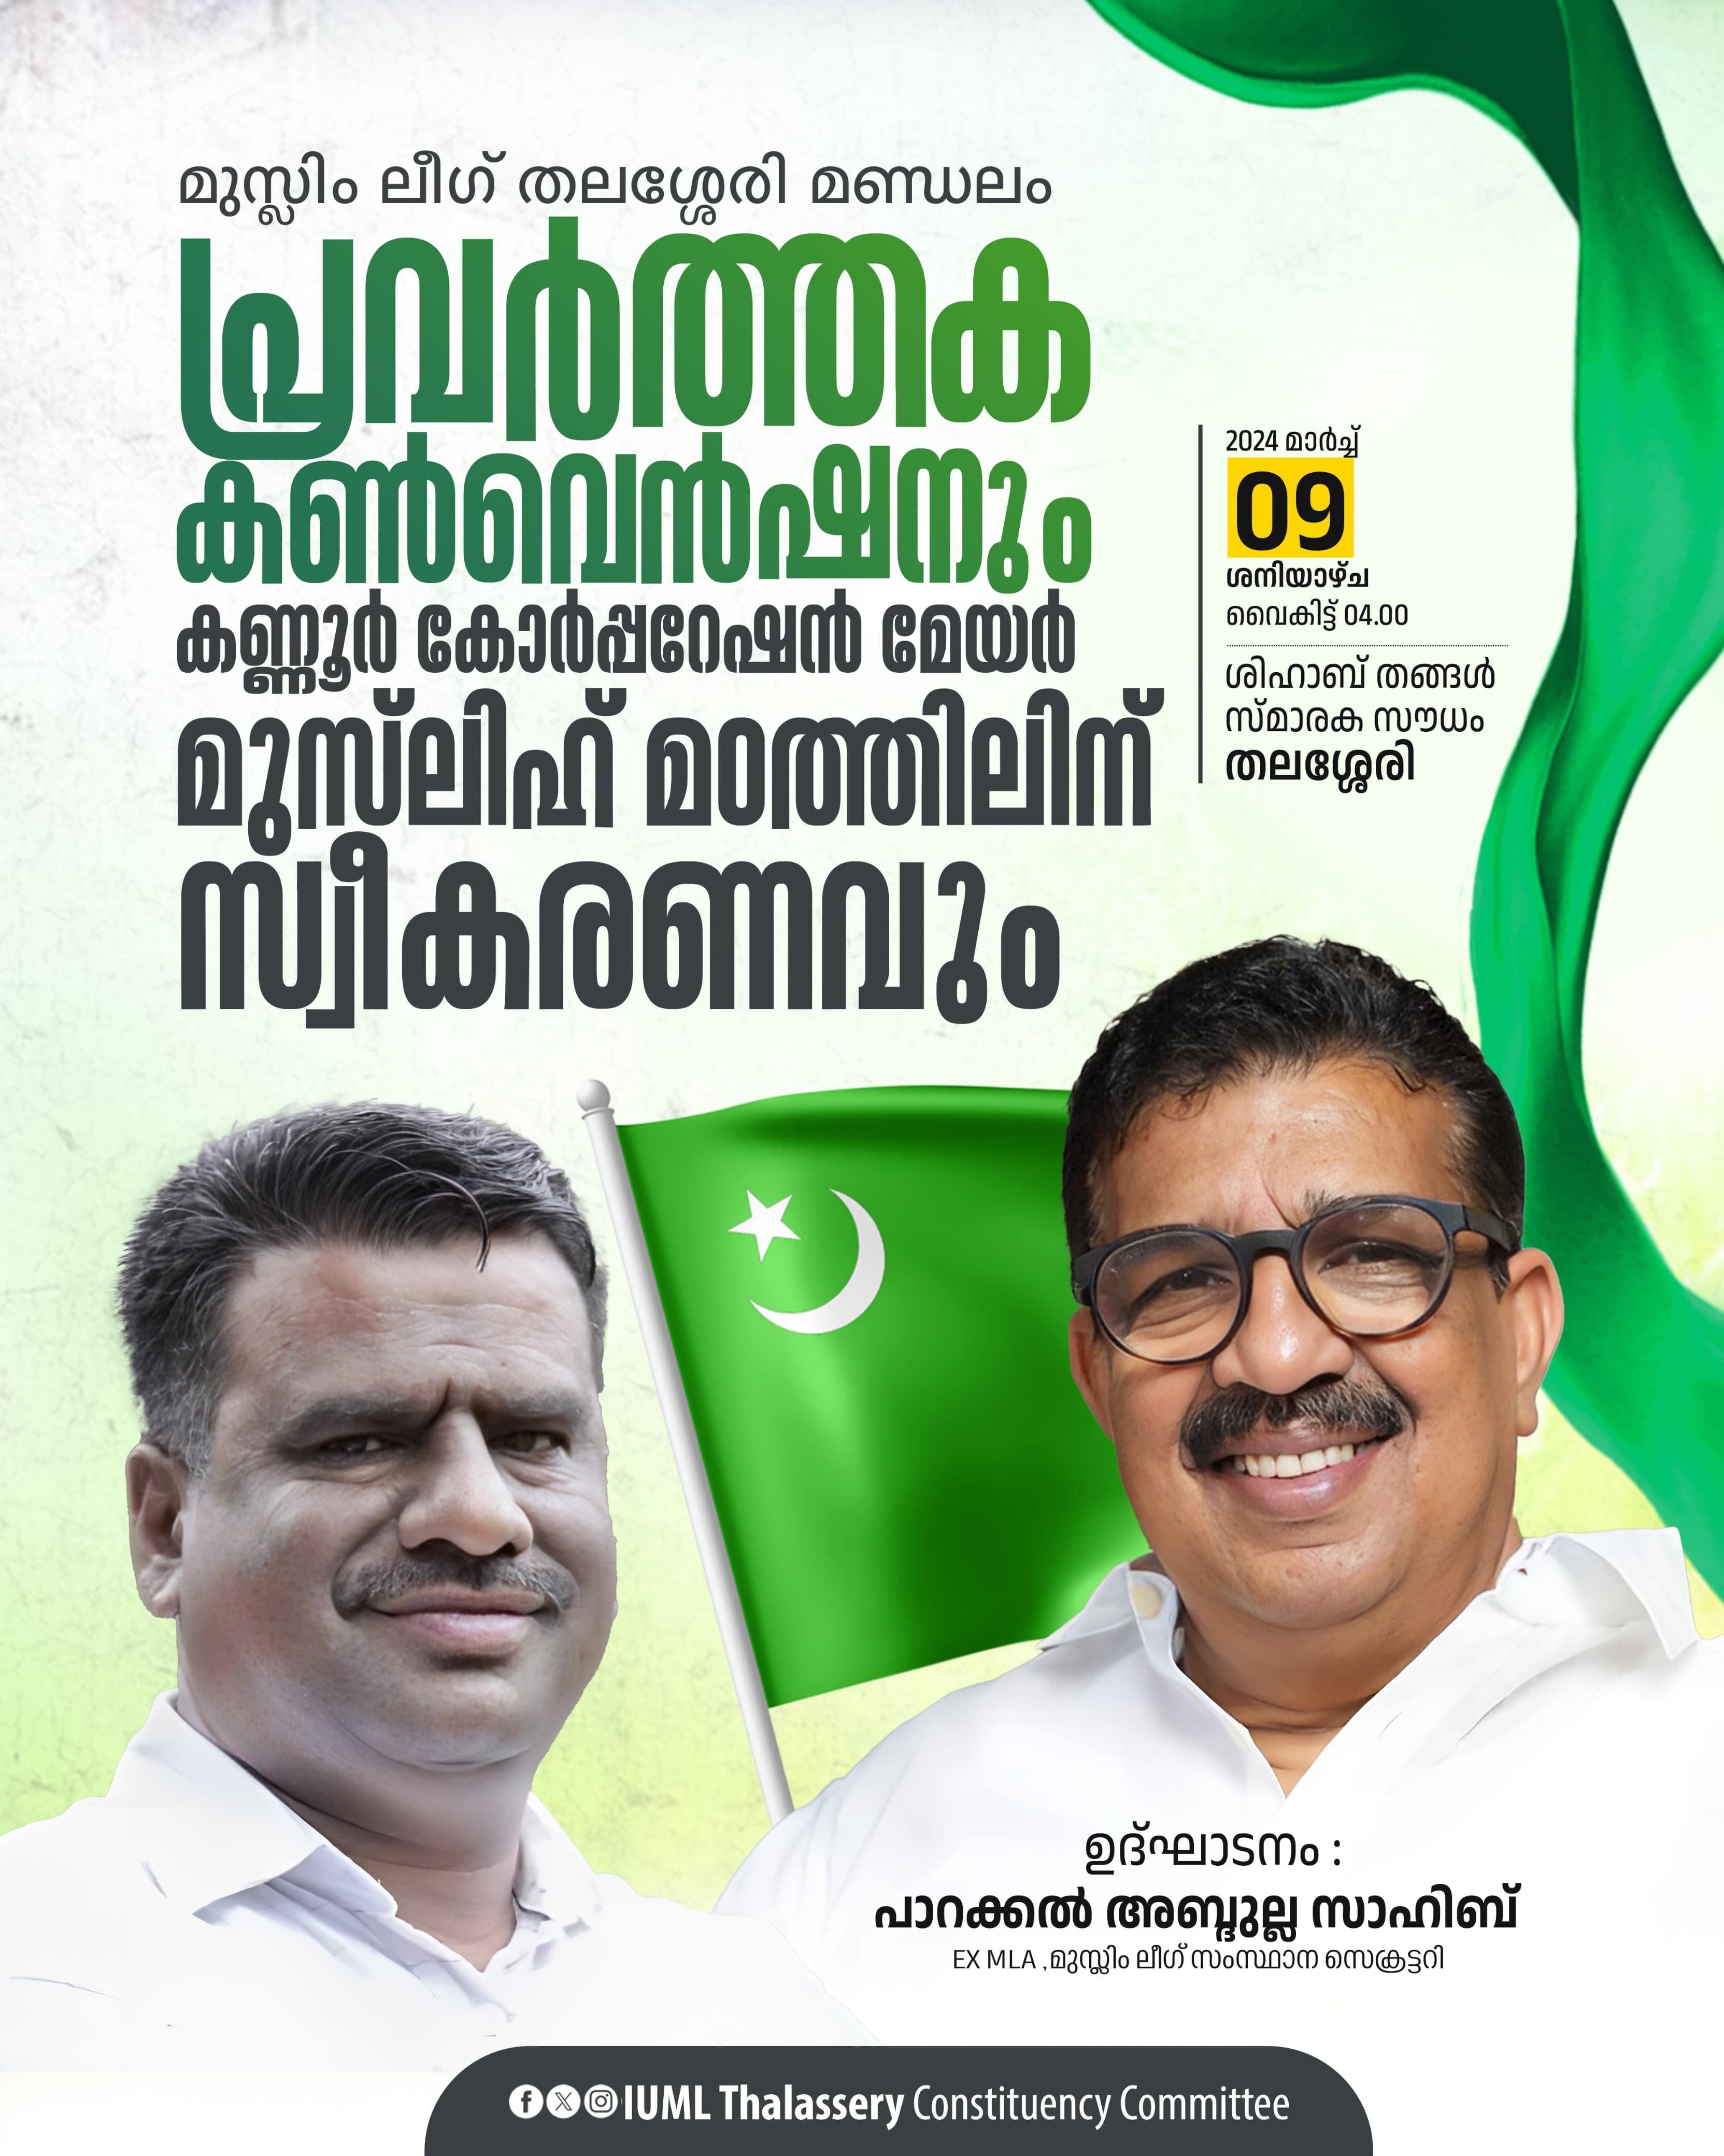 മുസ്ലിം ലീഗ് തലശ്ശേരി മണ്ഡലം
പ്രവർത്തക
കൺവെൻഷനും
കണ്ണൂർ കോർപ്പറേഷൻ മേയർ
മുസ്‌ലിഹ് മഠത്തിലിന്
സ്വീകരണവും
2024 മാർച്ച്
09
ശനിയാഴ്ച
വൈകിട്ട് 04.00
ശിഹാബ് തങ്ങൾ
സ്മാരക സൗധം
തലശ്ശേരി
ഉദ്ഘാടനം :
പാറക്കൽ അബ്ദുല്ല സാഹിബ്
EX MLA ,മുസ്ലിം ലീഗ് സംസ്ഥാന സെക്രട്ടറി
IUML Thalassery Constituency Committee